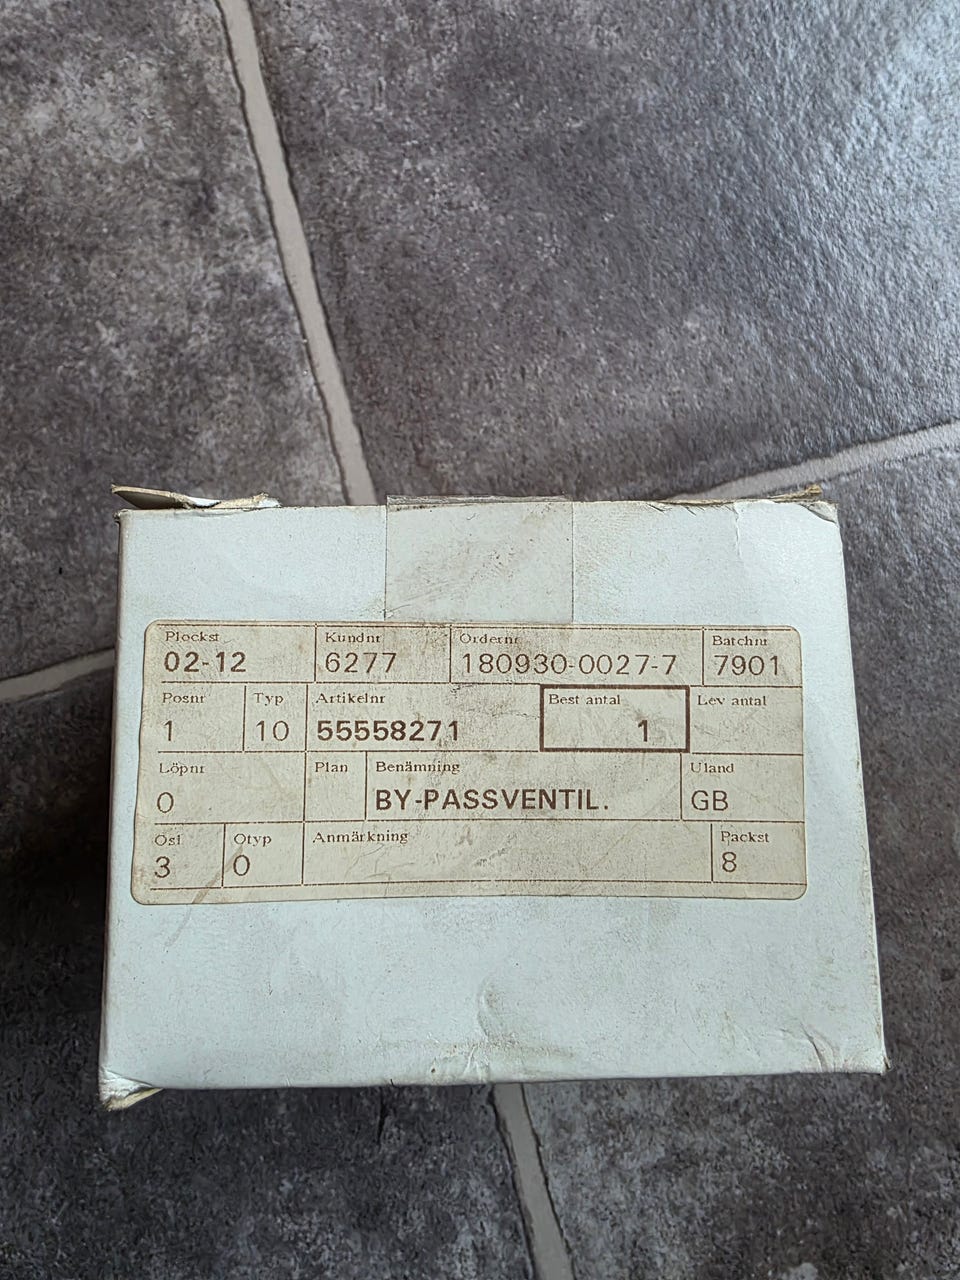 Plockst Kundnr Ordernr Batchnr
02-12 6277 180930-0027-7 7901
Posnr Typ Artikelnr Best antal Lev antal
1 10 55558271 1
Löpnr Plan Benämning Uland
0 BY-PASSVENTIL. GB
Osi Otyp Anmärkning Packst
3 0 8